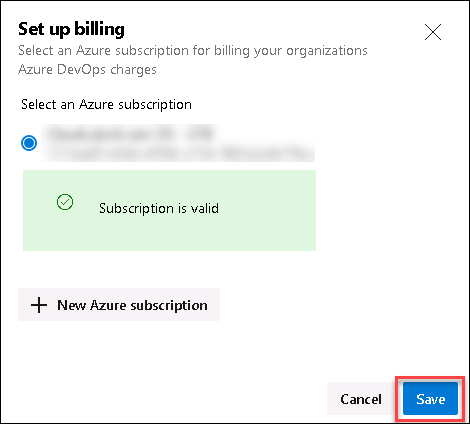 Set up billing
Select an Azure subscription for billing your organizations
Azure DevOps charges
Select an Azure subscription
Subscription is valid
New Azure subscription
Cancel
Save